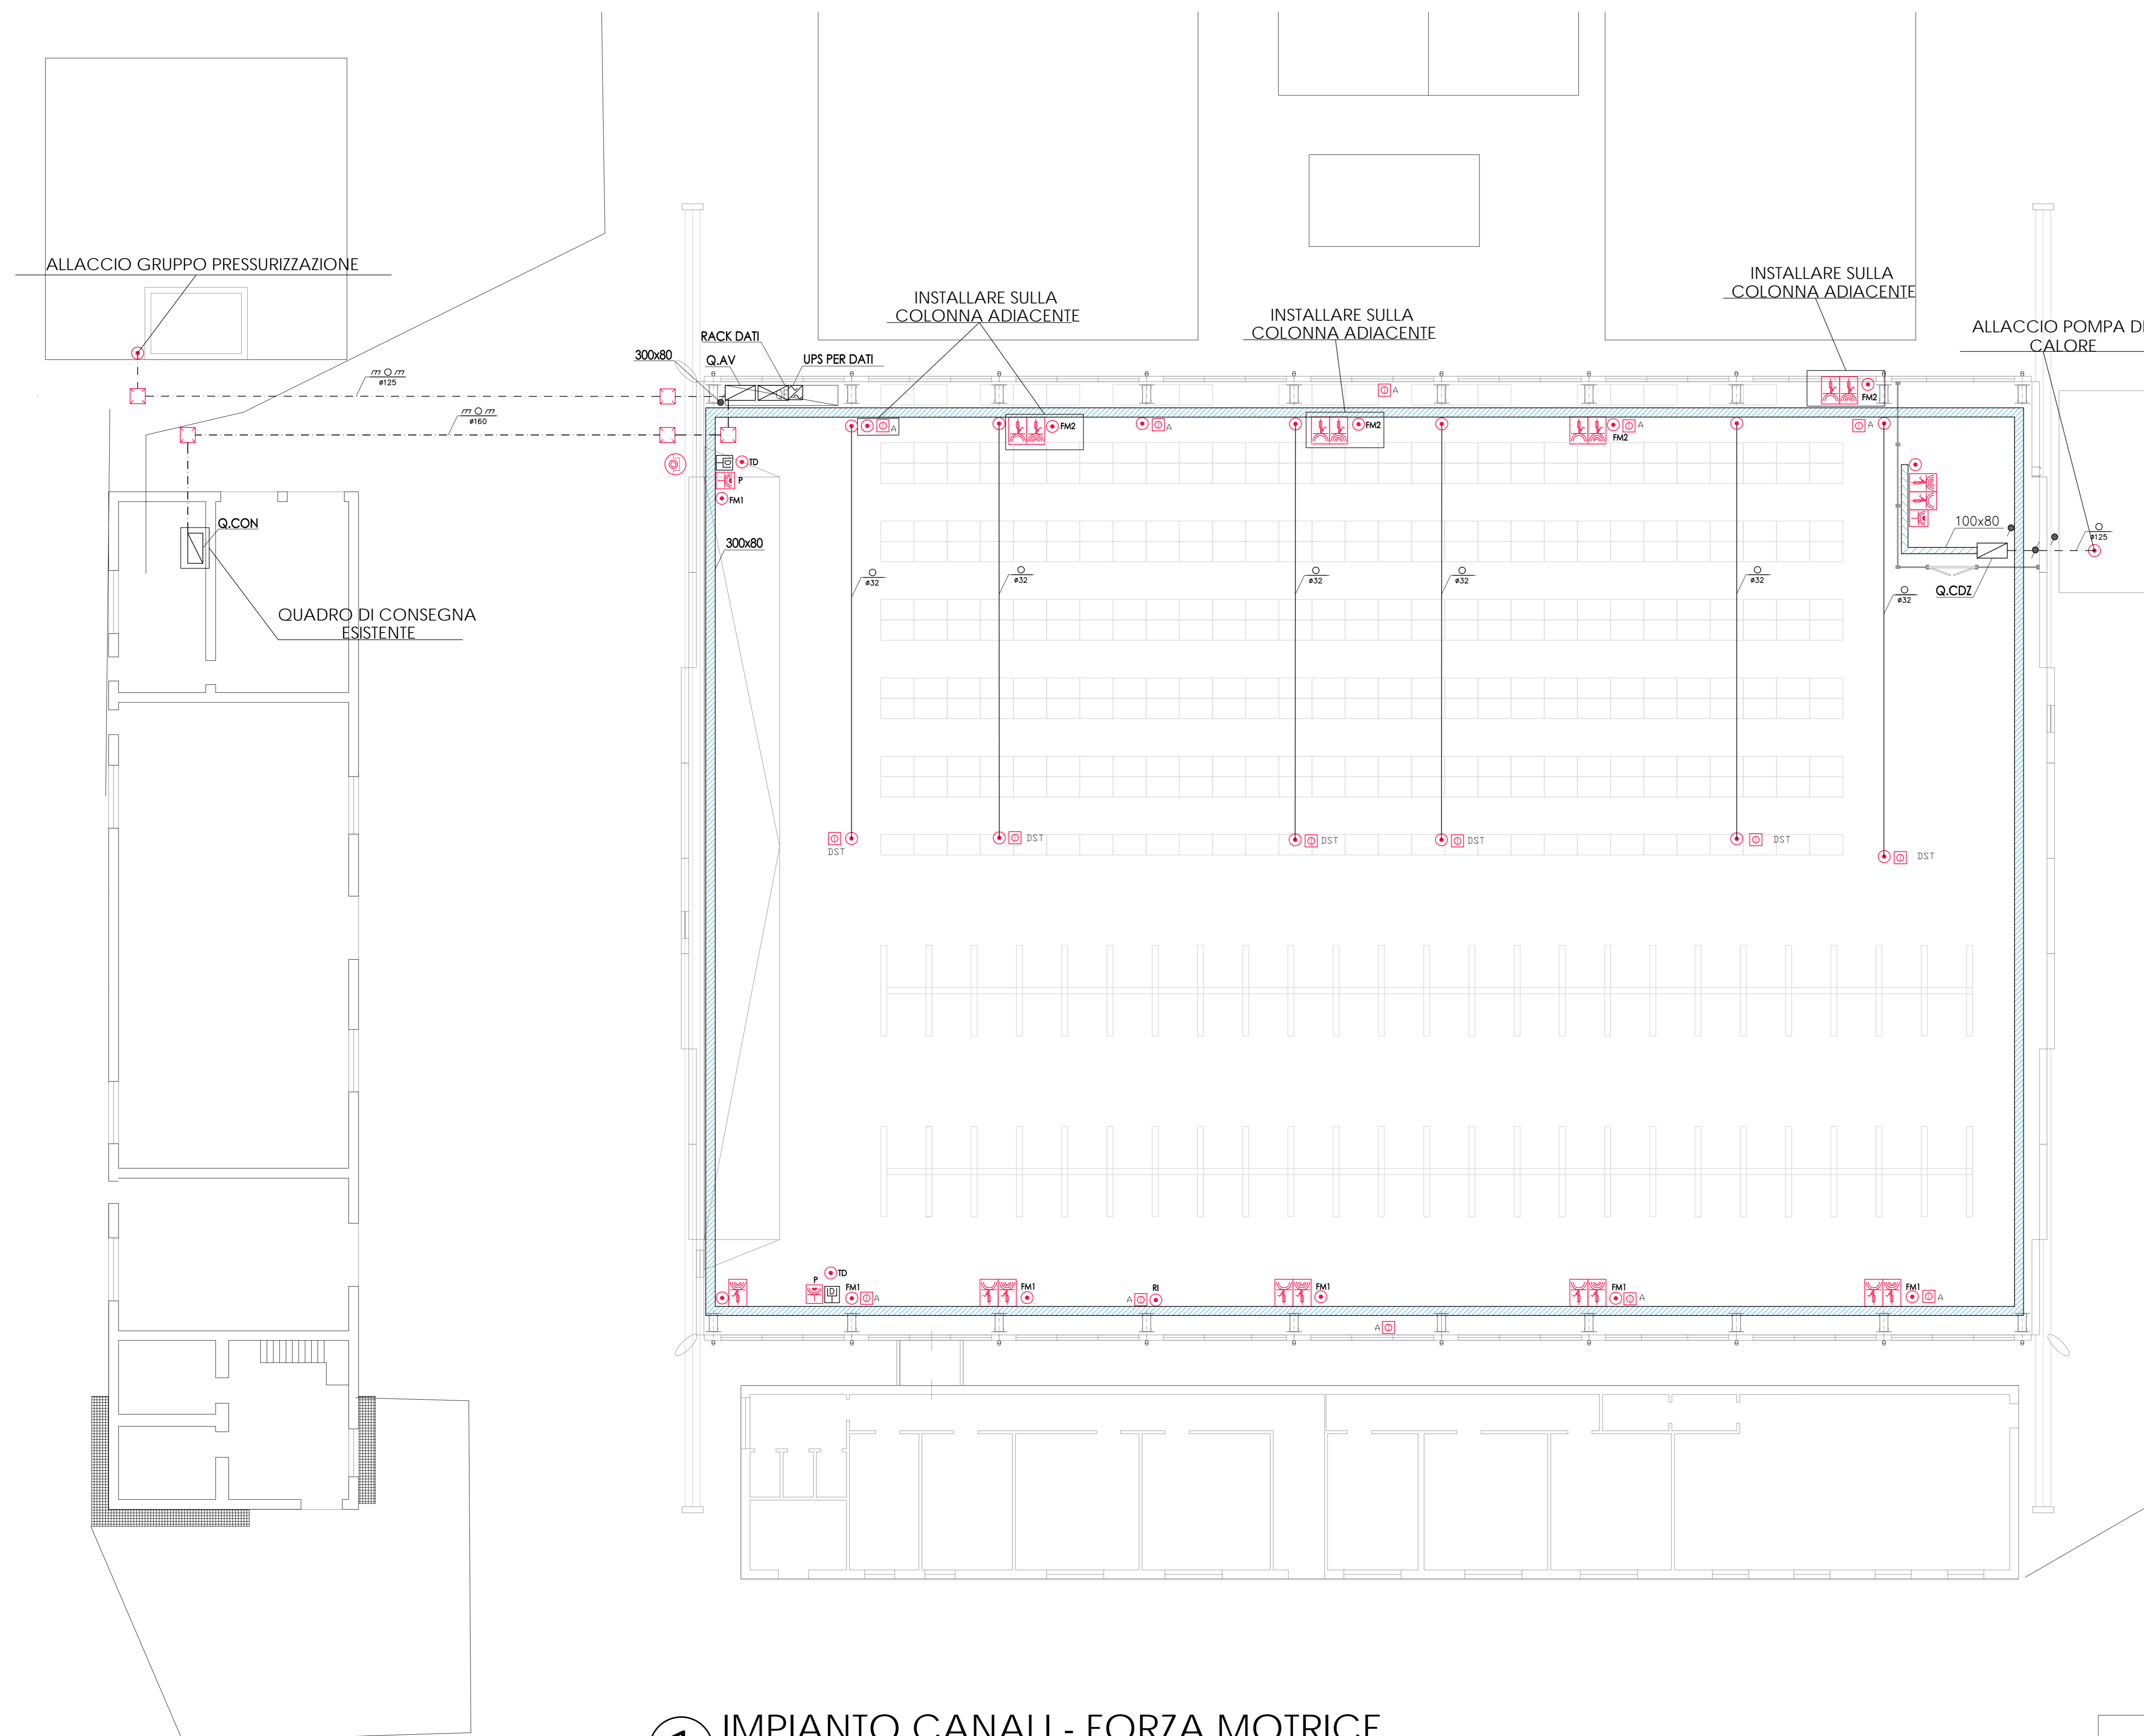 ALLACCIO GRUPPO PRESSURIZZAZIONE
INSTALLARE SULLA
COLONNA ADIACENTE
INSTALLARE SULLA
COLONNA ADIACENTE
INSTALLARE SULLA
COLONNA ADIACENTE
ALLACCIO POMPA DI
CALORE
RACK DATI
300x80
Q.AV
UPS PER DATI
ø125
ø160
A
FM2
A
FM2
A
FM2
A
FM2
A
A
TD
P
FM1
Q.CON
300x80
100x80
ø125
ø32
ø32
ø32
ø32
ø32
ø32
Q.CDZ
QUADRO DI CONSEGNA
ESISTENTE
DST
DST
DST
DST
DST
DST
TD
P
D
FM1
A
FM1
RI
A
FM1
FM1
A
FM1
A
A
1
IMPIANTO CANALI - FORZA MOTRICE